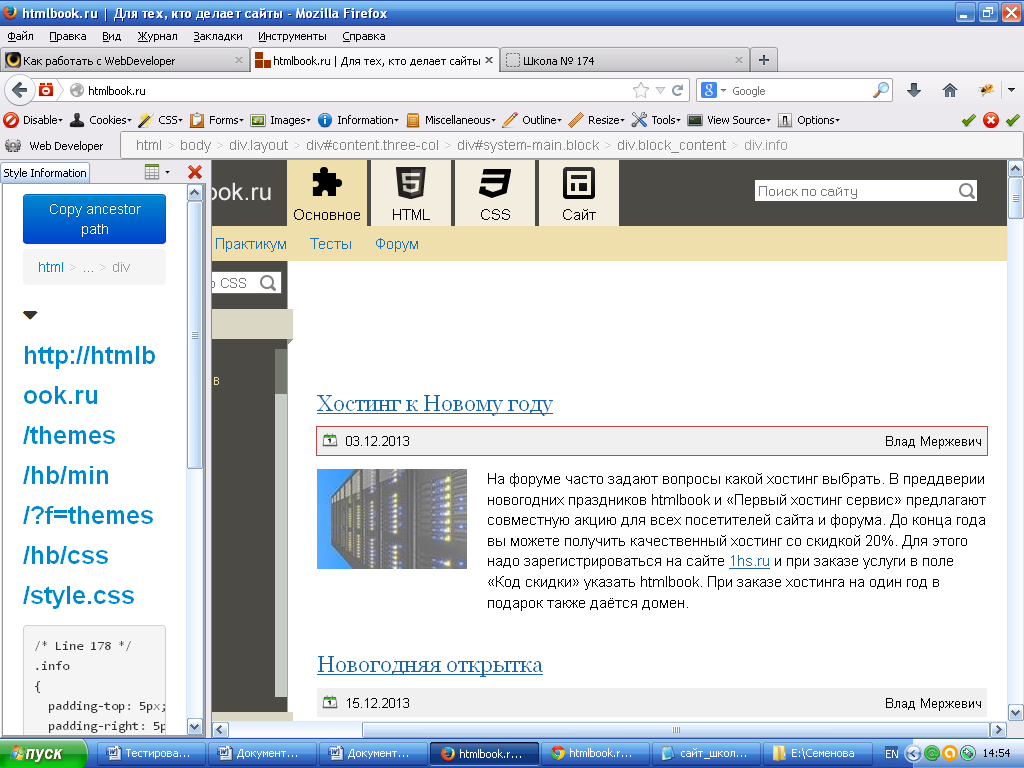 htmlbook.ru | Для тех, кто делает сайты - Mozilla Firefox
Файл Правка Вид Журнал Закладки Инструменты Справка
Как работать с WebDeveloper
htmlbook.ru | Для тех, кто делает сайты
Школа № 174
htmlbook.ru
Google
Disable Cookies CSS Forms Images Information Miscellaneous Outline Resize Tools View Source Options
Web Developer
html > body > div.layout > div#content.three-col > div#system-main.block > div.block_content > div.info
Style Information
Copy ancestor
path
html > ... > div
http://htmlb
ook.ru
/themes
/hb/min
/?f=themes
/hb/css
/style.css
/* Line 178 */
.info
{
padding-top: 5px;
padding-right: 5p
ook.ru
Основное
HTML
CSS
Сайт
Поиск по сайту
Практикум Тесты Форум
о CSS
в
Хостинг к Новому году
03.12.2013
Влад Мержевич
На форуме часто задают вопросы какой хостинг выбрать. В преддверии
новогодних праздников htmlbook и «Первый хостинг сервис» предлагают
совместную акцию для всех посетителей сайта и форума. До конца года
вы можете получить качественный хостинг со скидкой 20%. Для этого
надо зарегистрироваться на сайте 1hs.ru и при заказе услуги в поле
«Код скидки» указать htmlbook. При заказе хостинга на один год в
подарок также даётся домен.
Новогодняя открытка
15.12.2013
Влад Мержевич
пуск
Тестирова...
Документ...
Документ...
htmlbook.r...
htmlbook.r...
сайт_школ...
E:\Семенова
EN
14:54